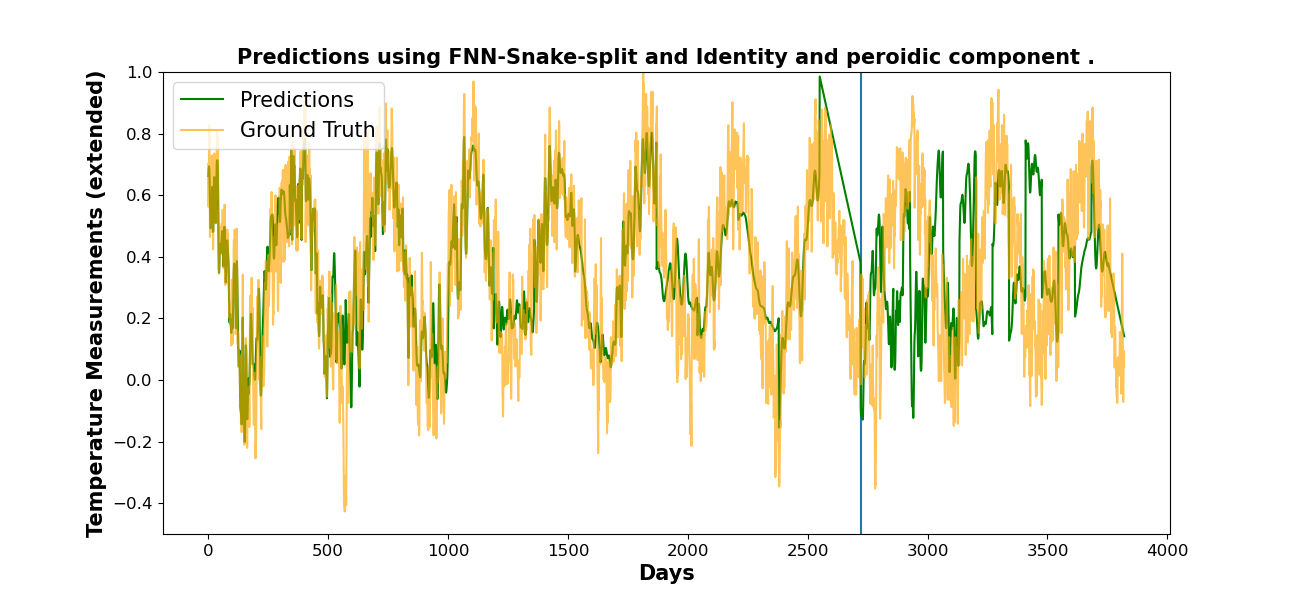 Predictions using FNN-Snake-split and Identity and peroidic component .
Temperature Measurements (extended)
1.0
0.8
0.6
0.4
0.2
0.0
−0.2
−0.4
Predictions
Ground Truth
0 500 1000 1500 2000 2500 3000 3500 4000
Days